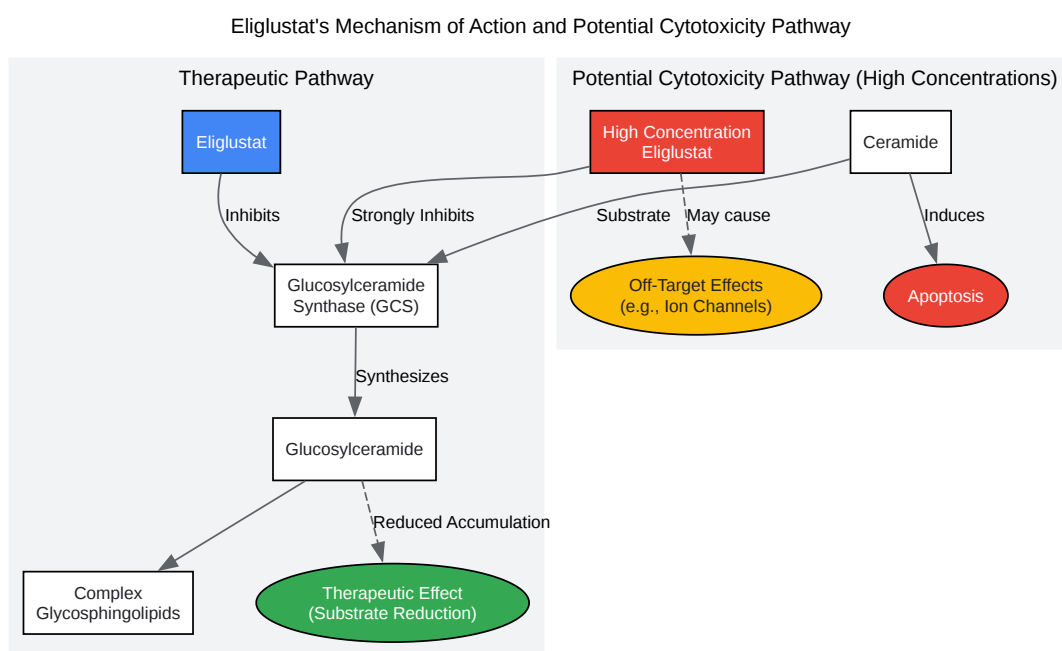 Eliglustat's Mechanism of Action and Potential Cytotoxicity Pathway
Therapeutic Pathway
Potential Cytotoxicity Pathway (High Concentrations)
Eliglustat
High Concentration
Eliglustat
Ceramide
Inhibits
Strongly Inhibits
Substrate
May cause
Induces
Glucosylceramide
Synthase (GCS)
Off-Target Effects
(e.g., Ion Channels)
Apoptosis
Synthesizes
Glucosylceramide
Reduced Accumulation
Complex
Glycosphingolipids
Therapeutic Effect
(Substrate Reduction)